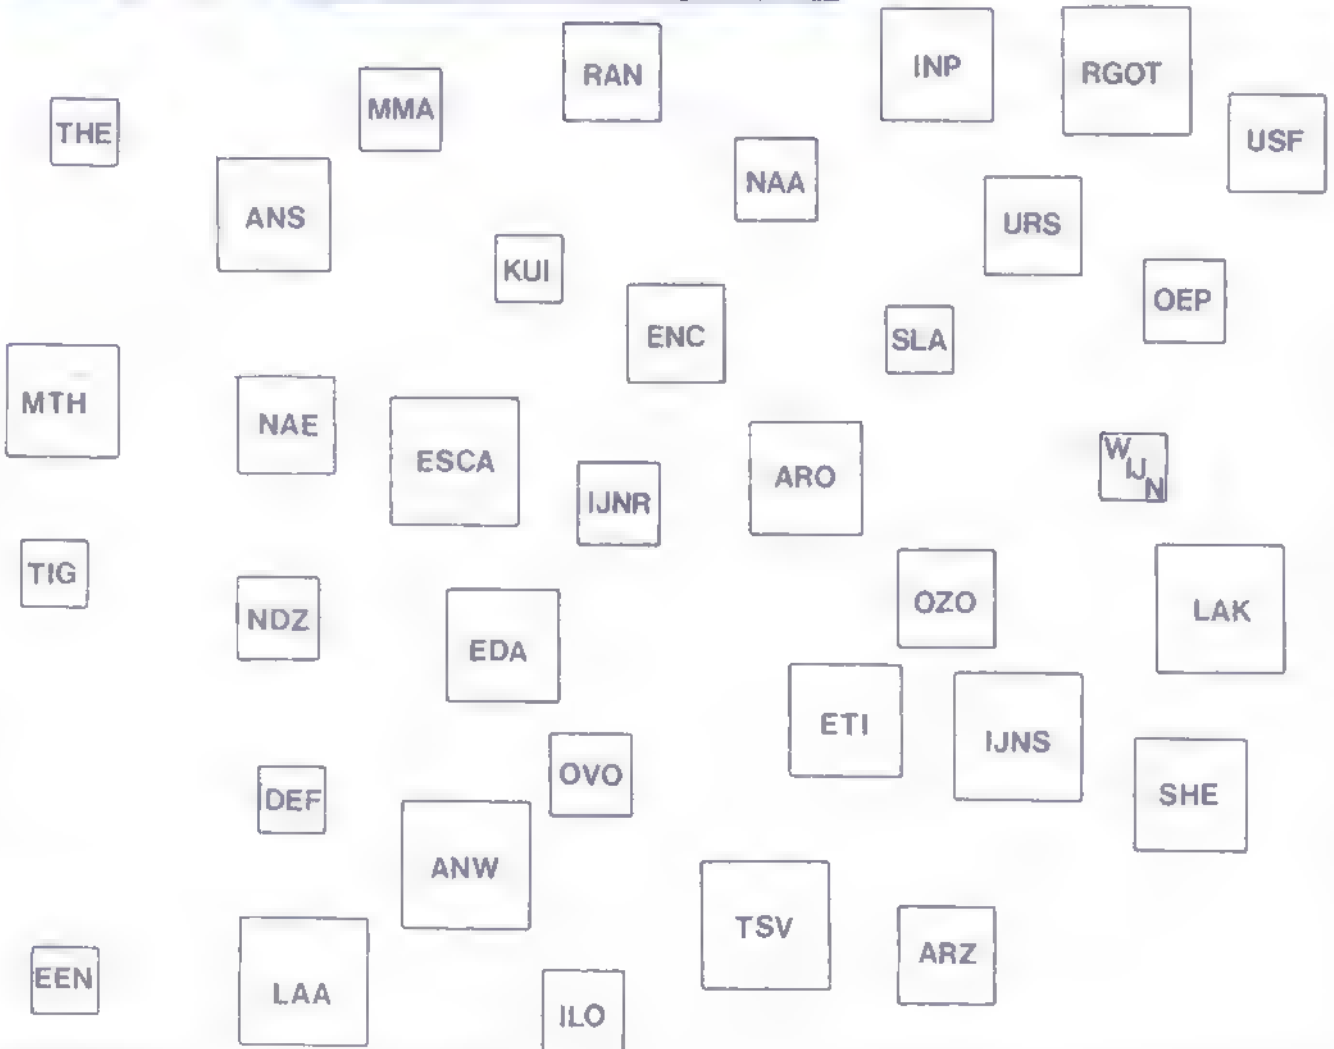 RAN
INP
RGOT
MMA
THE
USF
NAA
ANS
URS
KUI
OEP
ENC
SLA
MTH
NAE
ESCA
ARO
WIJN
IJNR
TIG
OZO
LAK
NDZ
EDA
ETI
IJNS
OVO
SHE
DEF
ANW
TSV
ARZ
EEN
LAA
ILO